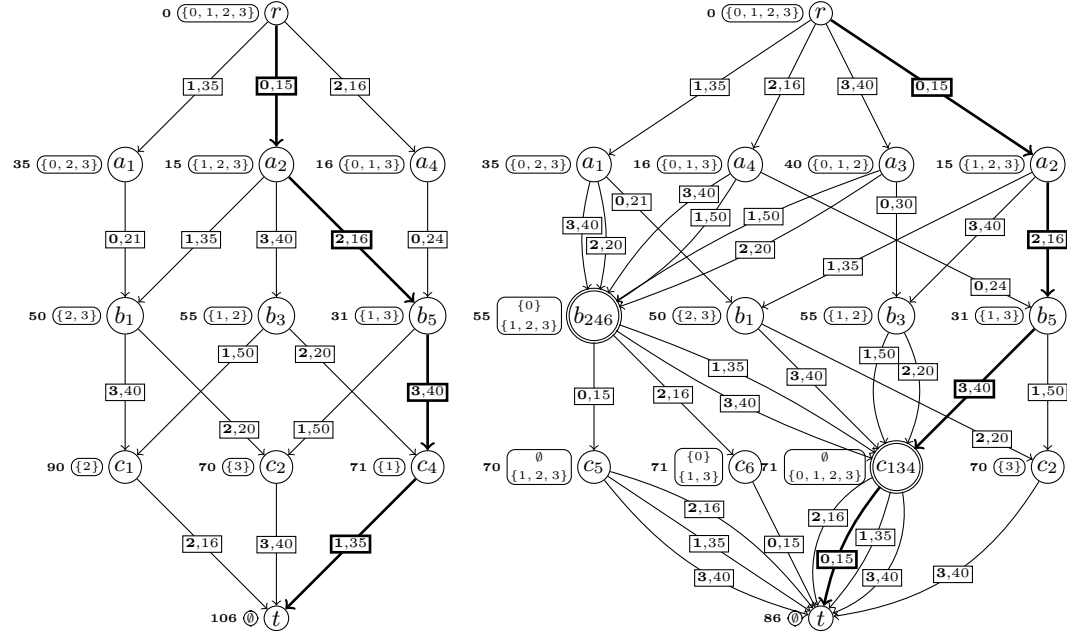 0 {0, 1, 2, 3} r 0 {0, 1, 2, 3} r
1,35 0,15 2,16 1,35 2,16 3,40 0,15
35 {0, 2, 3} a1 15 {1, 2, 3} a2 16 {0, 1, 3} a4 35 {0, 2, 3} a1 16 {0, 1, 3} a4 40 {0, 1, 2} a3 15 {1, 2, 3} a2
3,40 0,21 3,40 1,50 1,50 0,30
0,21 1,35 3,40 2,16 0,24 2,20 2,20 3,40 2,16
1,35 0,24
50 {2, 3} b1 55 {1, 2} b3 31 {1, 3} b5 55 {0} {1, 2, 3} b246 50 {2, 3} b1 55 {1, 2} b3 31 {1, 3} b5
1,50 2,20 1,35 1,50 2,20
3,40 3,40 0,15 2,16 3,40 3,40 3,40 1,50
2,20 1,50 2,20
90 {2} c1 70 {3} c2 71 {1} c4 70 ∅ {1, 2, 3} c5 71 {0} {1, 3} c6 71 ∅ {0, 1, 2, 3} c134 70 {3} c2
2,16 2,16
2,16 3,40 1,35 1,35 0,15 1,35
3,40 0,15 3,40 3,40
106 ∅ t 86 ∅ t